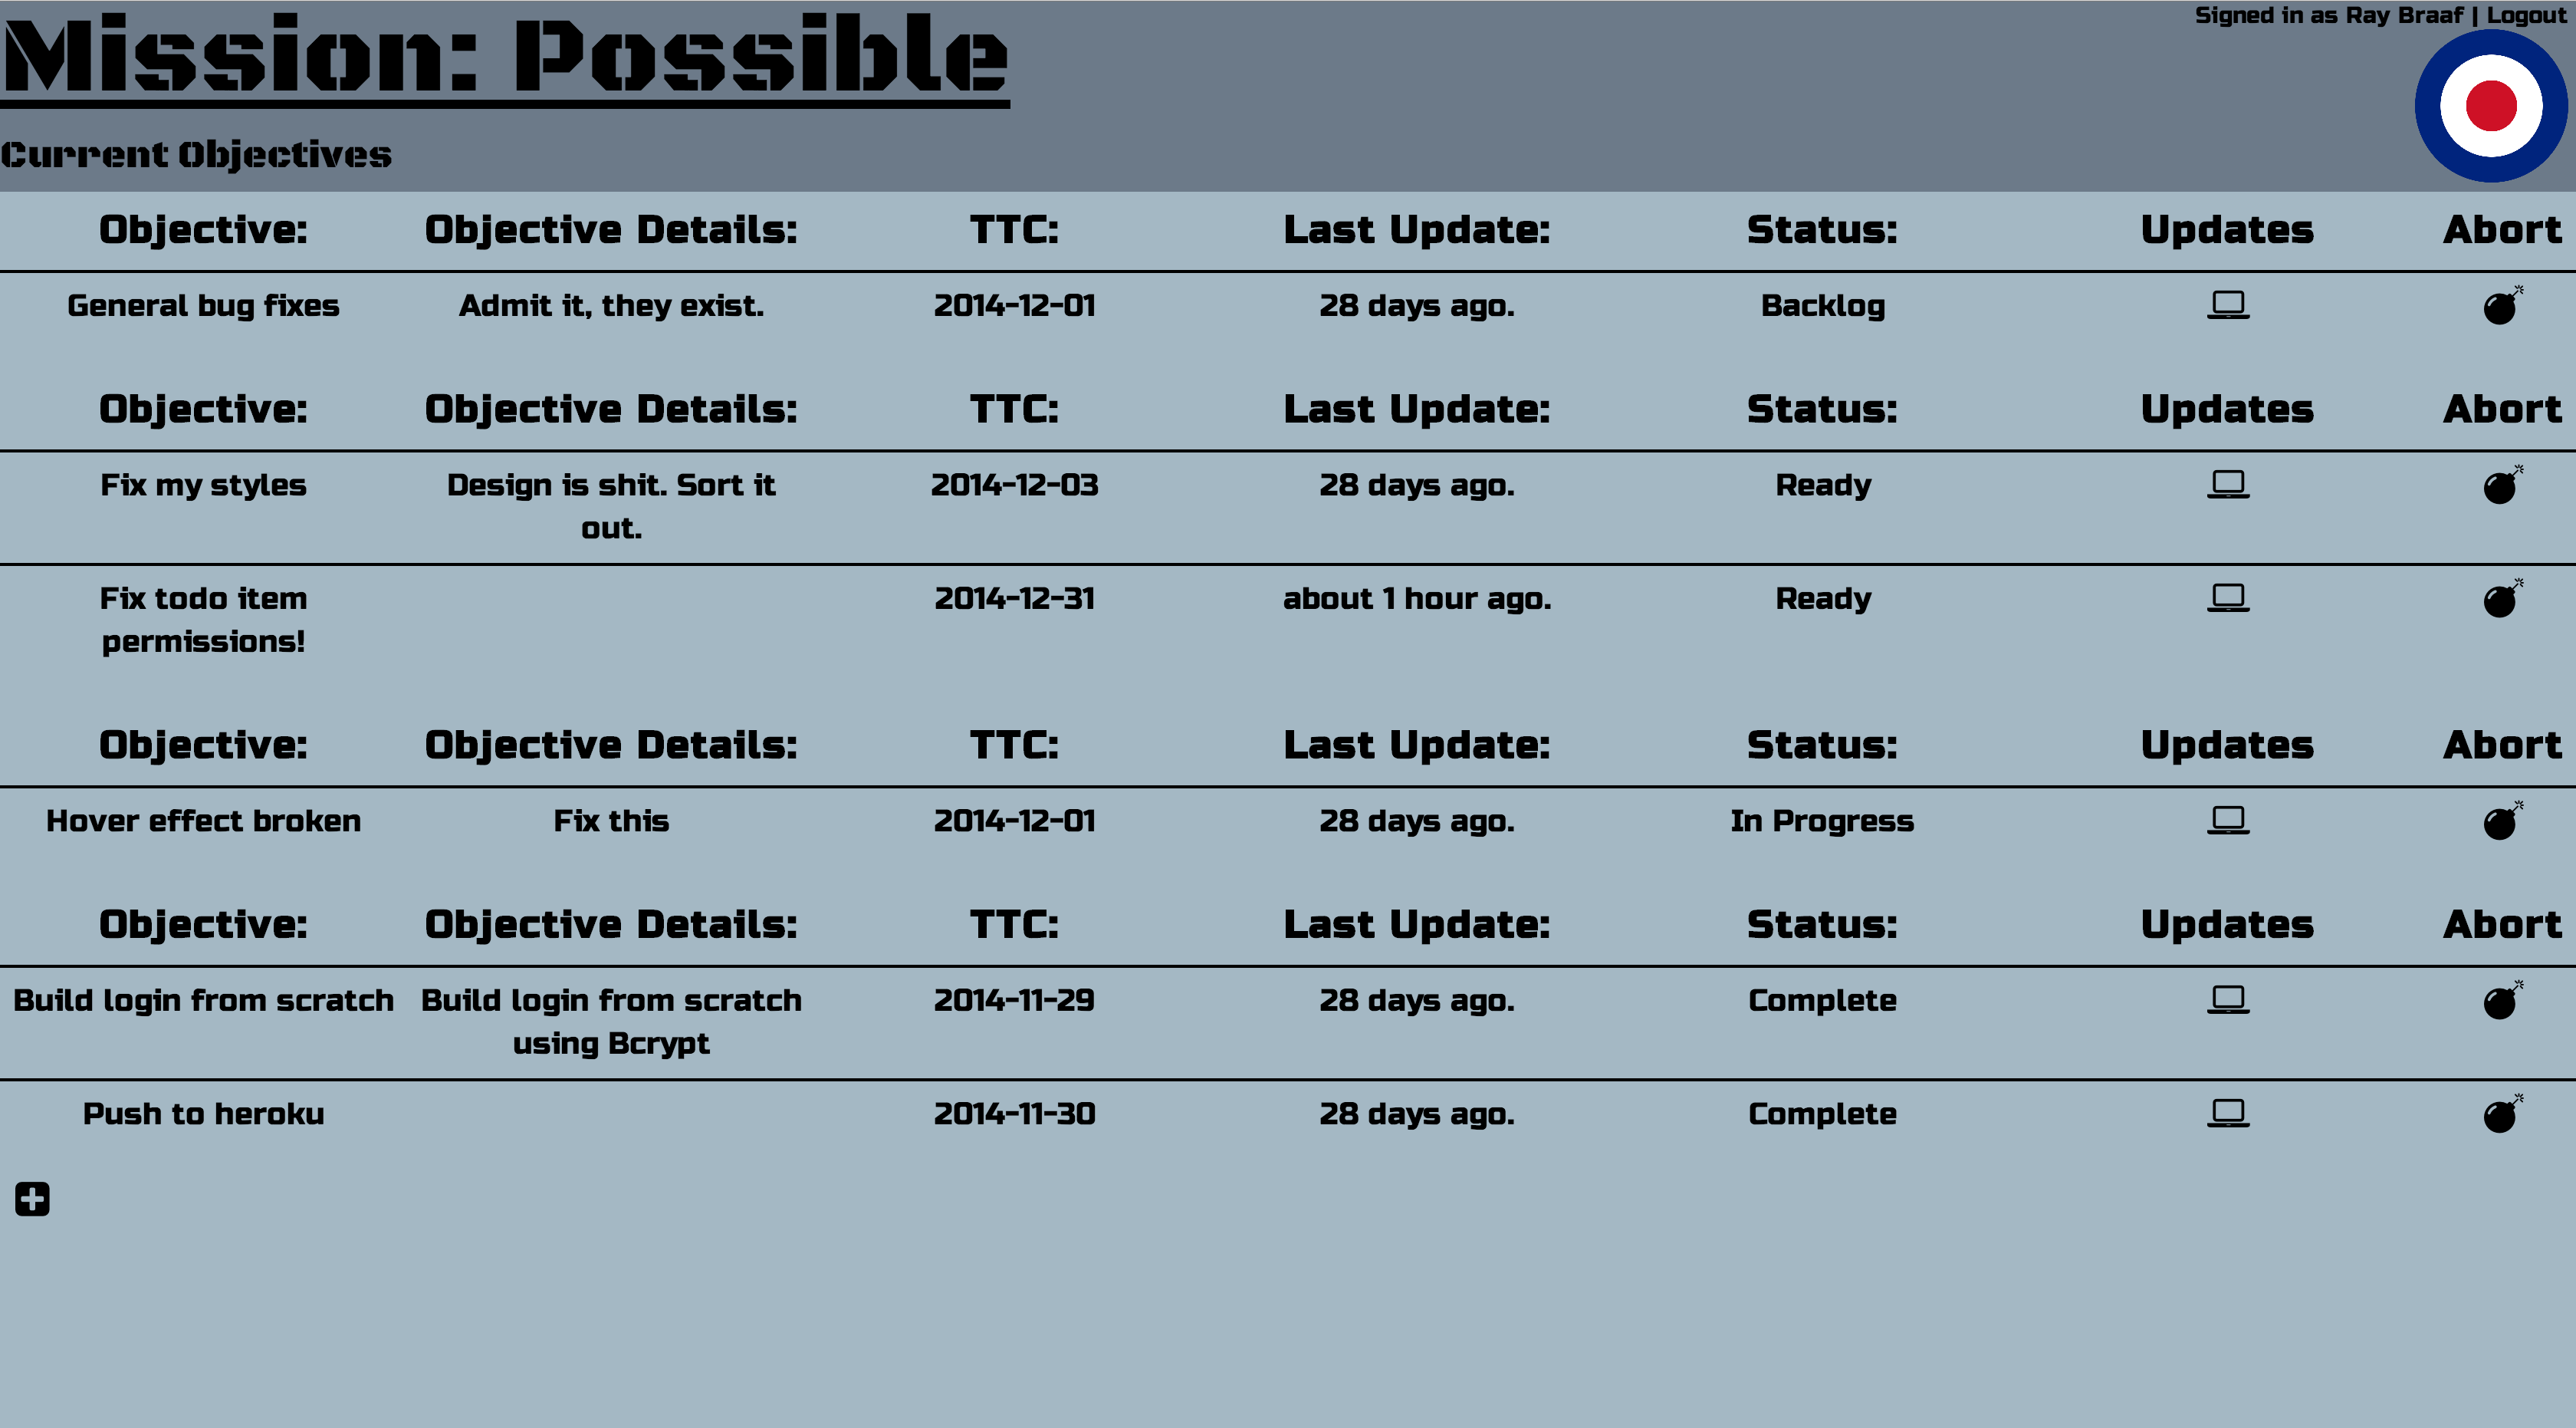 Signed in as Ray Braaf | Logout
Mission: Possible
Current Objectives
Objective: Objective Details: TTC: Last Update: Status: Updates Abort
General bug fixes Admit it, they exist. 2014-12-01 28 days ago. Backlog
Objective: Objective Details: TTC: Last Update: Status: Updates Abort
Fix my styles Design is shit. Sort it 2014-12-03 28 days ago. Ready
out.
Fix todo item 2014-12-31 about 1 hour ago. Ready
permissions!
Objective: Objective Details: TTC: Last Update: Status: Updates Abort
Hover effect broken Fix this 2014-12-01 28 days ago. In Progress
Objective: Objective Details: TTC: Last Update: Status: Updates Abort
Build login from scratch Build login from scratch 2014-11-29 28 days ago. Complete
using Bcrypt
Push to heroku 2014-11-30 28 days ago. Complete